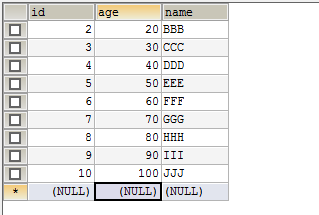 id age name
2 20 BBB
3 30 CCC
4 40 DDD
5 50 EEE
6 60 FFF
7 70 GGG
8 80 HHH
9 90 III
10 100 JJJ
* (NULL) (NULL) (NULL)